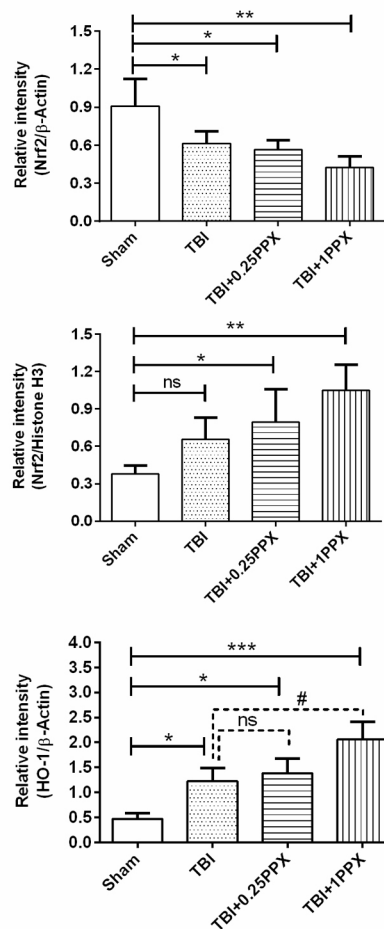 **
*
*
Relative intensity
(Nrf2/β-Actin)
1.5
1.2
0.9
0.6
0.3
0.0
Sham
TBI
TBI+0.25PPX
TBI+1PPX
**
*
ns
Relative intensity
(Nrf2/Histone H3)
1.5
1.2
0.9
0.6
0.3
0.0
Sham
TBI
TBI+0.25PPX
TBI+1PPX
***
*
#
*
ns
Relative intensity
(HO-1/β-Actin)
4.0
3.5
3.0
2.5
2.0
1.5
1.0
0.5
0.0
Sham
TBI
TBI+0.25PPX
TBI+1PPX